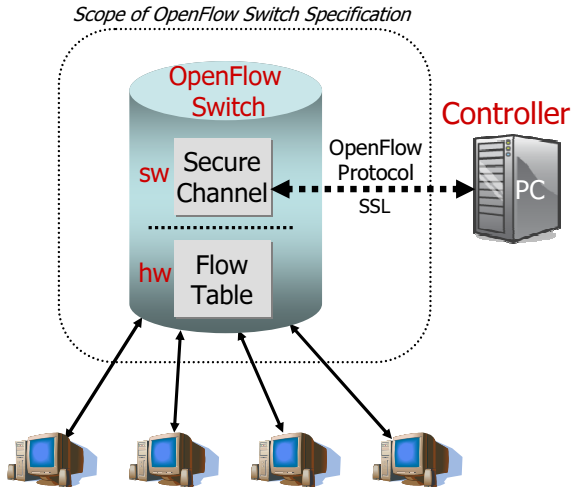 Scope of OpenFlow Switch Specification
OpenFlow
Switch
Controller
sw
Secure
Channel
OpenFlow
Protocol
SSL
PC
hw
Flow
Table